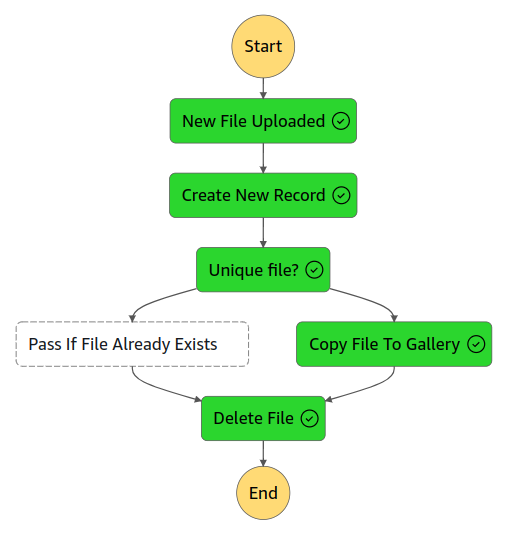 Start
New File Uploaded
Create New Record
Unique file?
Pass If File Already Exists
Copy File To Gallery
Delete File
End